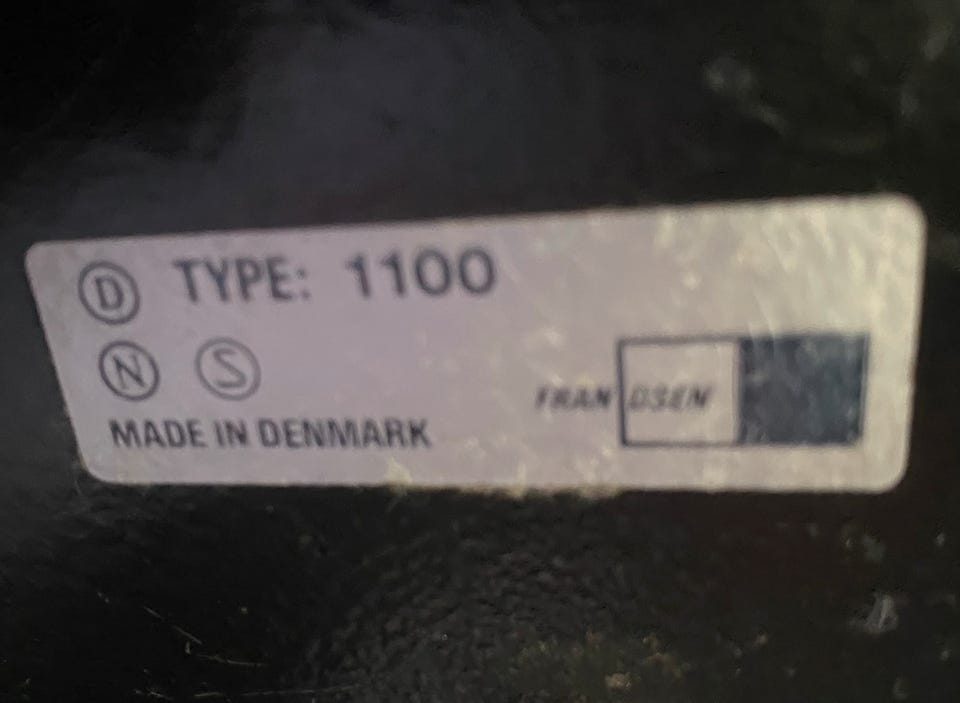 Ⓓ TYPE: 1100
Ⓝ Ⓢ
FRANDSEN
MADE IN DENMARK